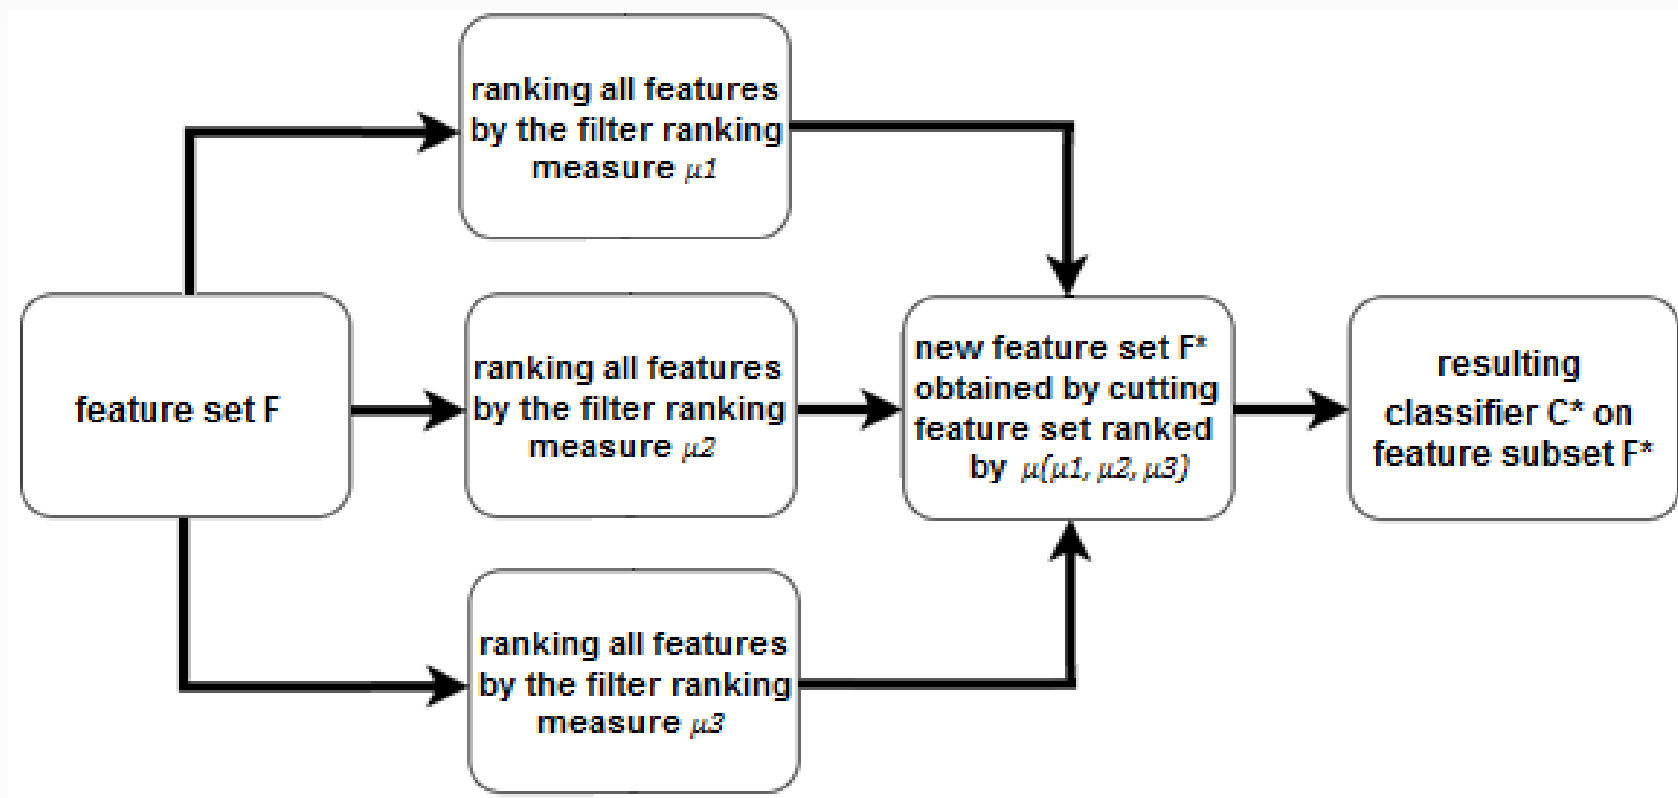 ranking all features
by the filter ranking
measure μ1
feature set F
ranking all features
by the filter ranking
measure μ2
new feature set F*
obtained by cutting
feature set ranked
by μ(μ1, μ2, μ3)
resulting
classifier C* on
feature subset F*
ranking all features
by the filter ranking
measure μ3